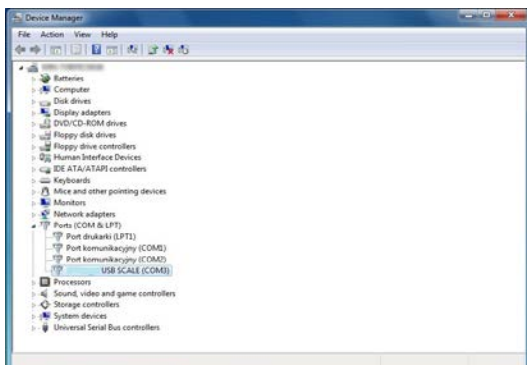 Device Manager
File Action View Help
Batteries
Computer
Disk drives
Display adapters
DVD/CD-ROM drives
Floppy disk drives
Floppy drive controllers
Human Interface Devices
IDE ATA/ATAPI controllers
Keyboards
Mice and other pointing devices
Monitors
Network adapters
Ports (COM & LPT)
Port drukarki (LPT1)
Port komunikacyjny (COM1)
Port komunikacyjny (COM2)
USB SCALE (COM3)
Processors
Sound, video and game controllers
Storage controllers
System devices
Universal Serial Bus controllers